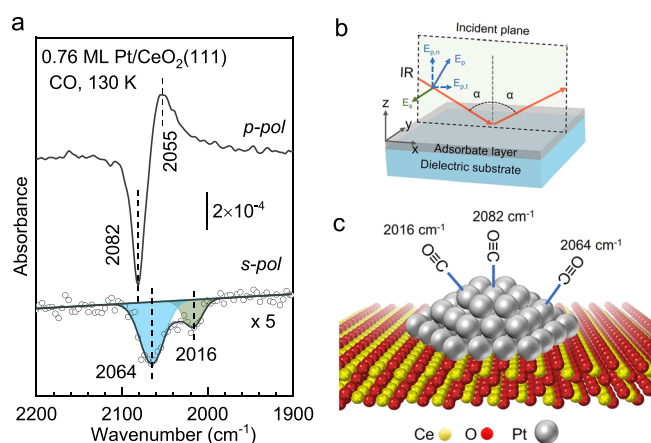 a
0.76 ML Pt/CeO₂(111)
CO, 130 K
p-pol
2055
2082
2×10⁻⁴
s-pol
x 5
2064
2016
Absorbance
2200 2100 2000 1900
Wavenumber (cm⁻¹)
b
Incident plane
Eₚ,ₙ
Eₚ
IR
Eₚ,ₜ
Eₛ
α α
z
y
x
Adsorbate layer
Dielectric substrate
c
2016 cm⁻¹
2082 cm⁻¹
2064 cm⁻¹
O≡C
O≡C
O≡C
Ce O Pt